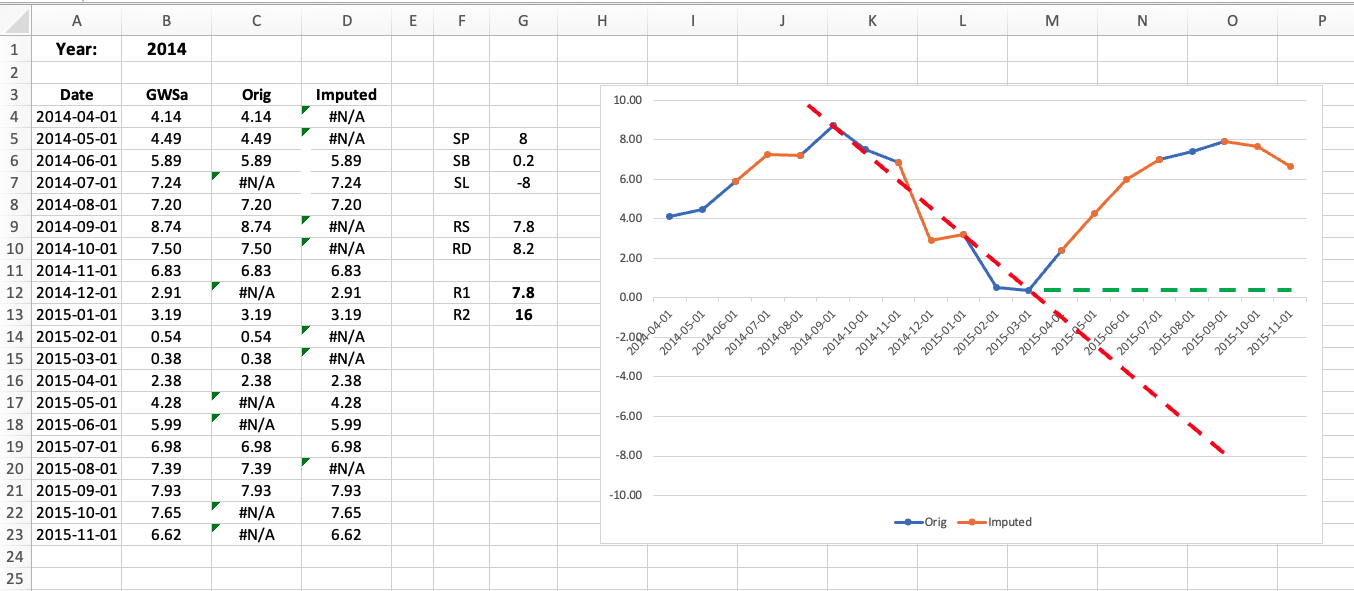 A B C D E F G H I J K L M N O P
1 Year: 2014
2
3 Date GWSa Orig Imputed
4 2014-04-01 4.14 4.14 #N/A
5 2014-05-01 4.49 4.49 #N/A SP 8
6 2014-06-01 5.89 5.89 5.89 SB 0.2
7 2014-07-01 7.24 #N/A 7.24 SL -8
8 2014-08-01 7.20 7.20 7.20
9 2014-09-01 8.74 8.74 #N/A RS 7.8
10 2014-10-01 7.50 7.50 #N/A RD 8.2
11 2014-11-01 6.83 6.83 6.83
12 2014-12-01 2.91 #N/A 2.91 R1 7.8
13 2015-01-01 3.19 3.19 3.19 R2 16
14 2015-02-01 0.54 0.54 #N/A
15 2015-03-01 0.38 0.38 #N/A
16 2015-04-01 2.38 2.38 2.38
17 2015-05-01 4.28 #N/A 4.28
18 2015-06-01 5.99 #N/A 5.99
19 2015-07-01 6.98 6.98 6.98
20 2015-08-01 7.39 7.39 #N/A
21 2015-09-01 7.93 7.93 7.93
22 2015-10-01 7.65 #N/A 7.65
23 2015-11-01 6.62 #N/A 6.62
24
25
10.00
8.00
6.00
4.00
2.00
0.00
-2.00
-4.00
-6.00
-8.00
-10.00
2014-04-01 2014-05-01 2014-06-01 2014-07-01 2014-08-01 2014-09-01 2014-10-01 2014-11-01 2014-12-01 2015-01-01 2015-02-01 2015-03-01 2015-04-01 2015-05-01 2015-06-01 2015-07-01 2015-08-01 2015-09-01 2015-10-01 2015-11-01
Orig Imputed